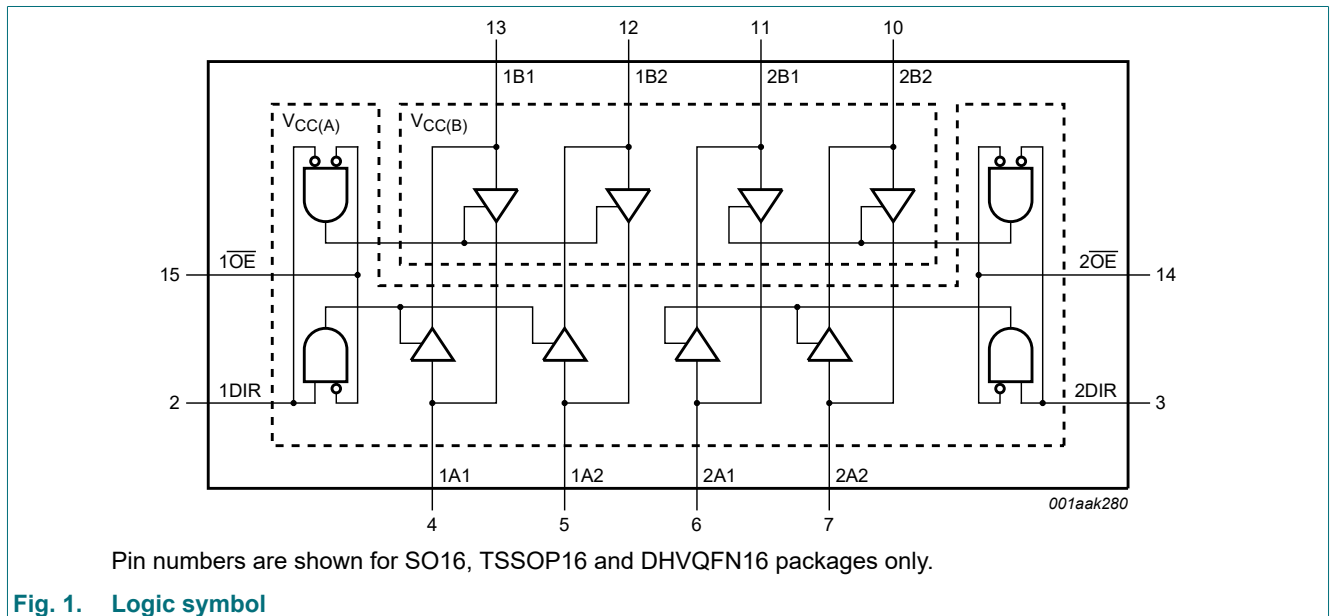 13 12 11 10
1B1 1B2 2B1 2B2
VCC(A) VCC(B)
15 1OE 2OE 14
2 1DIR 2DIR 3
1A1 1A2 2A1 2A2
001aak280
4 5 6 7
Pin numbers are shown for SO16, TSSOP16 and DHVQFN16 packages only.
Fig. 1. Logic symbol